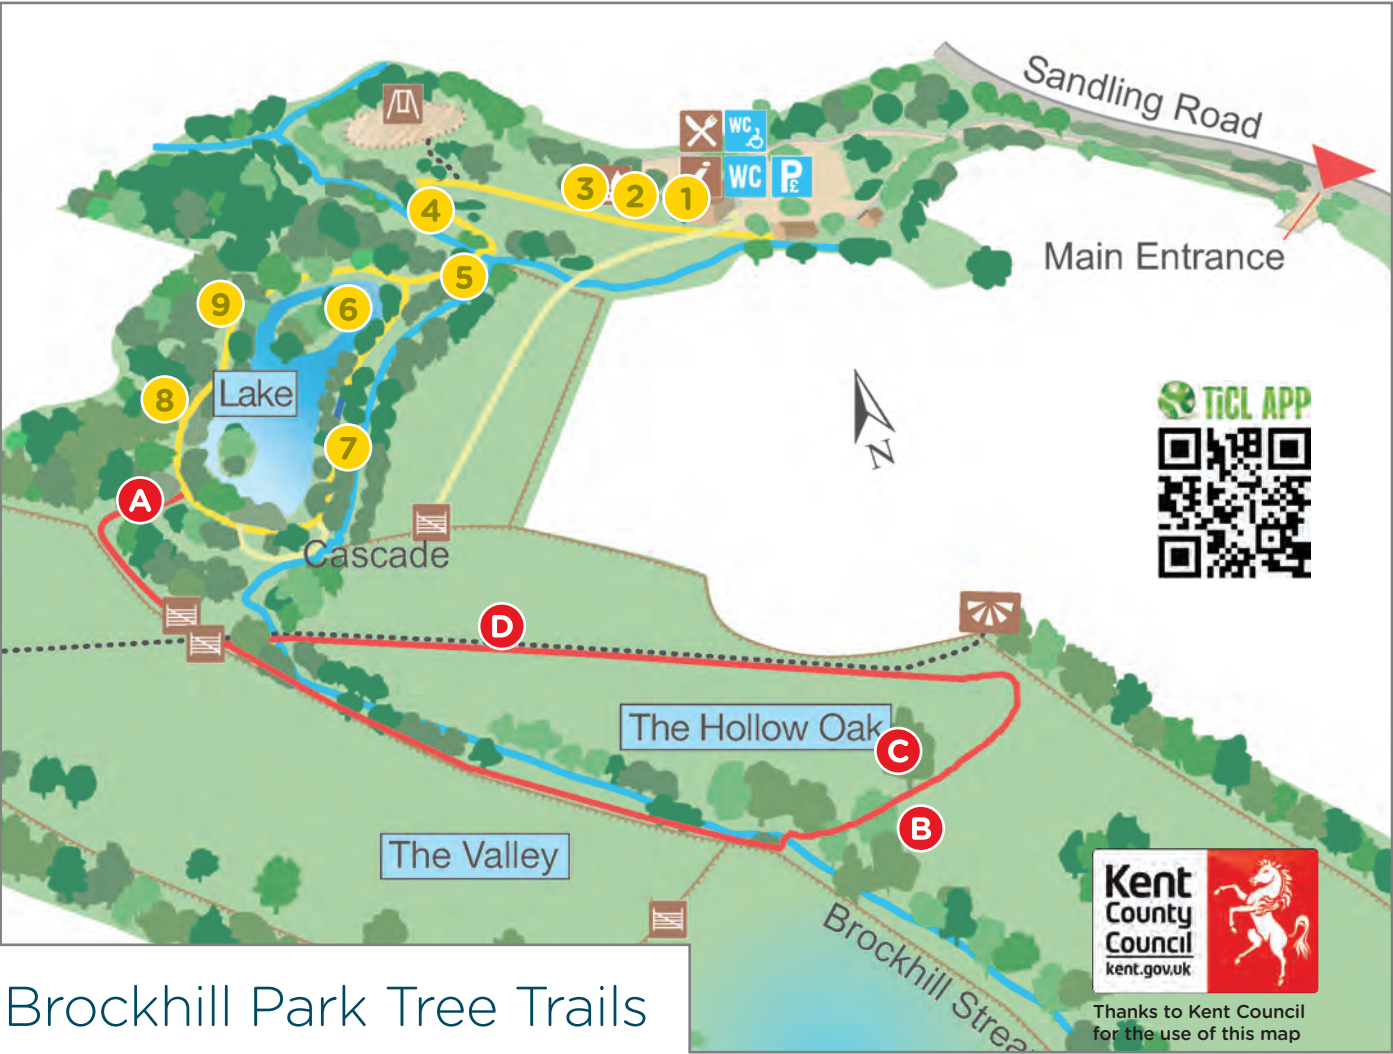 Sandling Road
WC
WC
P£
3
2
1
4
Main Entrance
5
9
6
Lake
8
TiCL APP
7
N
A
Cascade
D
The Hollow Oak
C
B
The Valley
Kent
County
Council
kent.gov.uk
Brockhill Strea
Brockhill Park Tree Trails
Thanks to Kent Council
for the use of this map